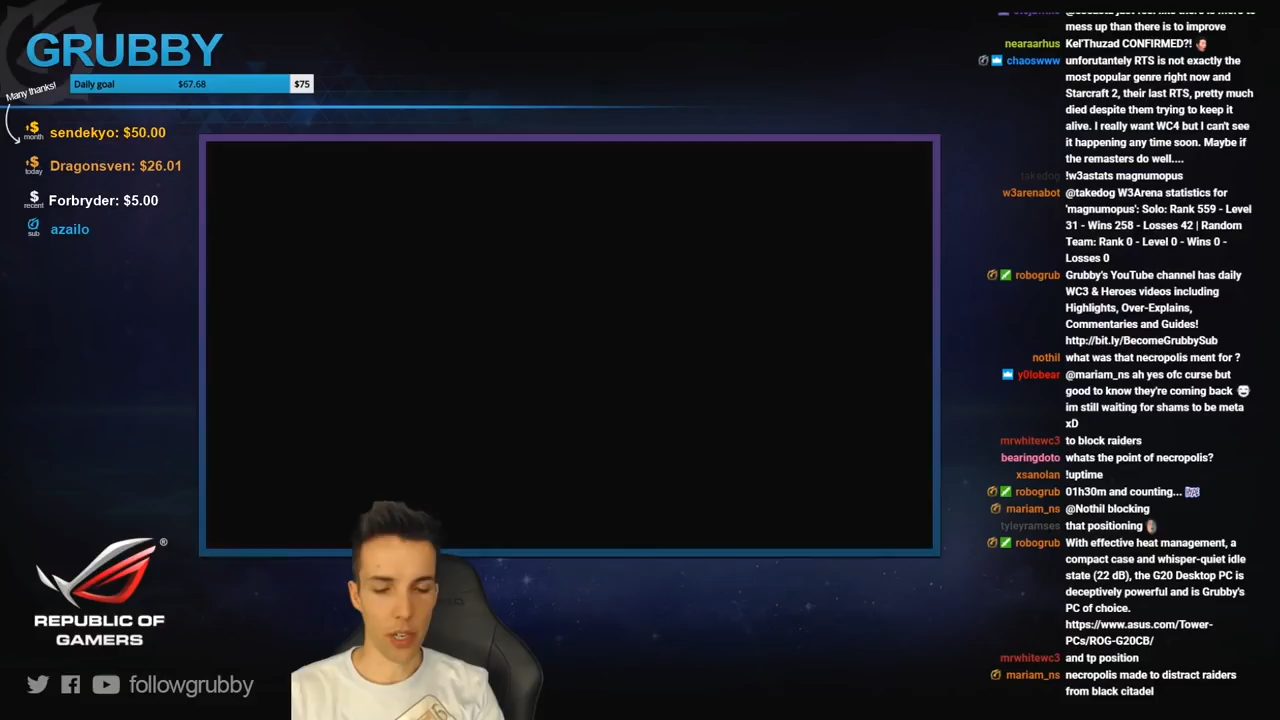 GRUBBY
Daily goal $67.68 $75
Many thanks!
$ month sendekyo: $50.00
$ today Dragonsven: $26.01
$ recent Forbryder: $5.00
sub azailo
REPUBLIC OF
GAMERS
®
followgrubby
mess up than there is to improve
nearaarhus Kel'Thuzad CONFIRMED?!
chaoswww unforutantely RTS is not exactly the
most popular genre right now and
Starcraft 2, their last RTS, pretty much
died despite them trying to keep it
alive. I really want WC4 but I can't see
it happening any time soon. Maybe if
the remasters do well....
takedog !w3astats magnumopus
w3arenabot @takedog W3Arena statistics for
'magnumopus': Solo: Rank 559 - Level
31 - Wins 258 - Losses 42 | Random
Team: Rank 0 - Level 0 - Wins 0 -
Losses 0
robogrub Grubby's YouTube channel has daily
WC3 & Heroes videos including
Highlights, Over-Explains,
Commentaries and Guides!
http://bit.ly/BecomeGrubbySub
nothil what was that necropolis ment for ?
y0lobear @mariam_ns ah yes ofc curse but
good to know they're coming back
im still waiting for shams to be meta
xD
mrwhitewc3 to block raiders
bearingdoto whats the point of necropolis?
xsanolan !uptime
robogrub 01h30m and counting...
mariam_ns @Nothil blocking
tyleyramses that positioning
robogrub With effective heat management, a
compact case and whisper-quiet idle
state (22 dB), the G20 Desktop PC is
deceptively powerful and is Grubby's
PC of choice.
https://www.asus.com/Tower-
PCs/ROG-G20CB/
mrwhitewc3 and tp position
mariam_ns necropolis made to distract raiders
from black citadel